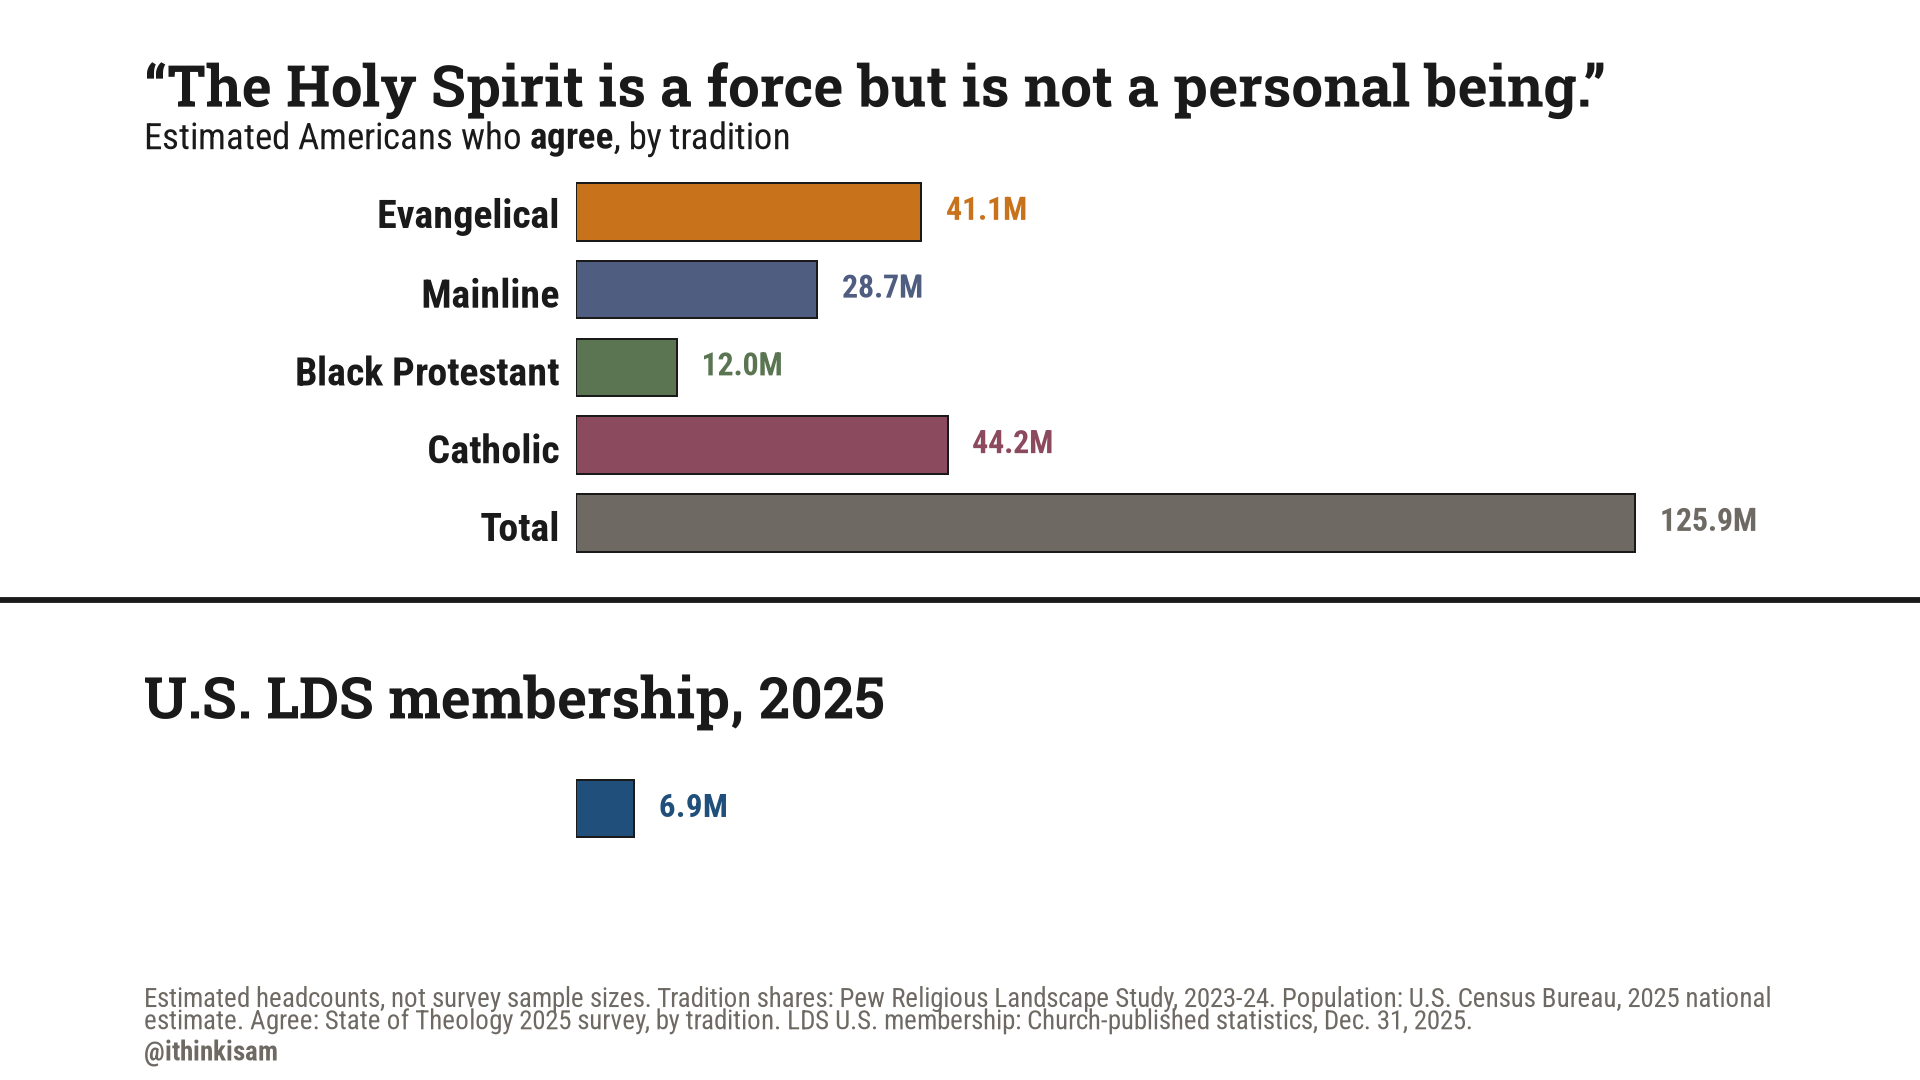 “The Holy Spirit is a force but is not a personal being.”
Estimated Americans who agree, by tradition
Evangelical 41.1M
Mainline 28.7M
Black Protestant 12.0M
Catholic 44.2M
Total 125.9M
U.S. LDS membership, 2025
6.9M
Estimated headcounts, not survey sample sizes. Tradition shares: Pew Religious Landscape Study, 2023-24. Population: U.S. Census Bureau, 2025 national
estimate. Agree: State of Theology 2025 survey, by tradition. LDS U.S. membership: Church-published statistics, Dec. 31, 2025.
@ithinkisam